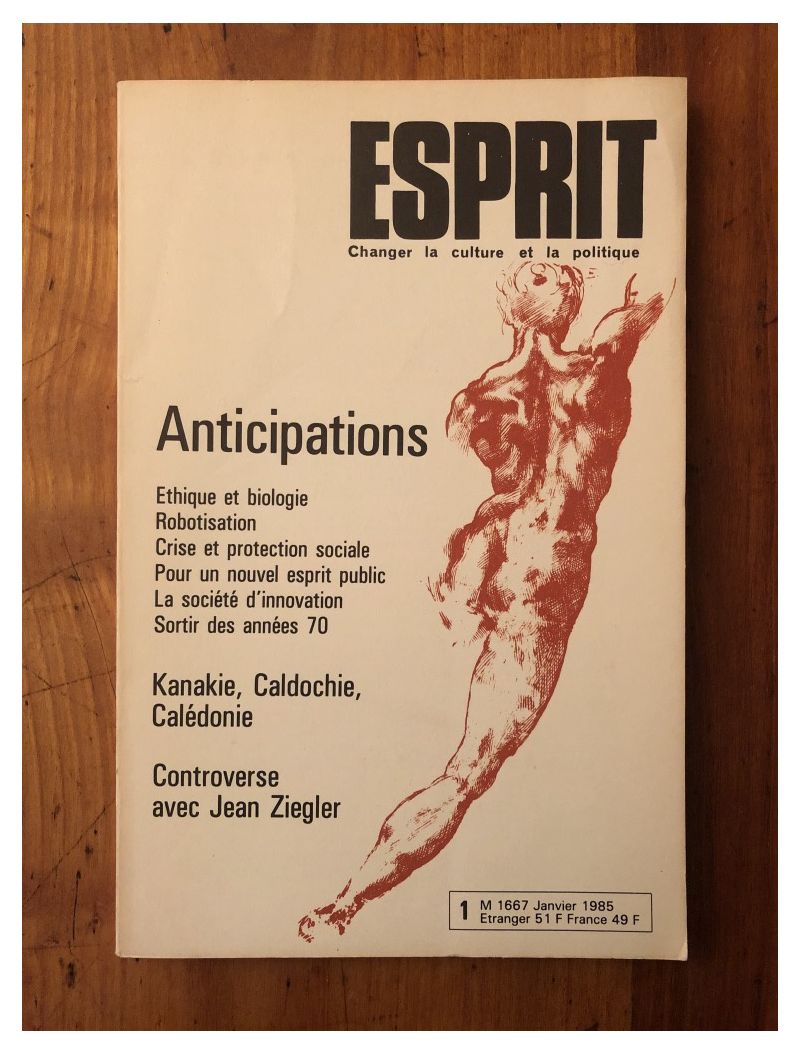 ESPRIT
Changer la culture et la politique
Anticipations
Ethique et biologie
Robotisation
Crise et protection sociale
Pour un nouvel esprit public
La société d'innovation
Sortir des années 70
Kanakie, Caldochie,
Calédonie
Controverse
avec Jean Ziegler
1 M 1667 Janvier 1985
Etranger 51 F France 49 F